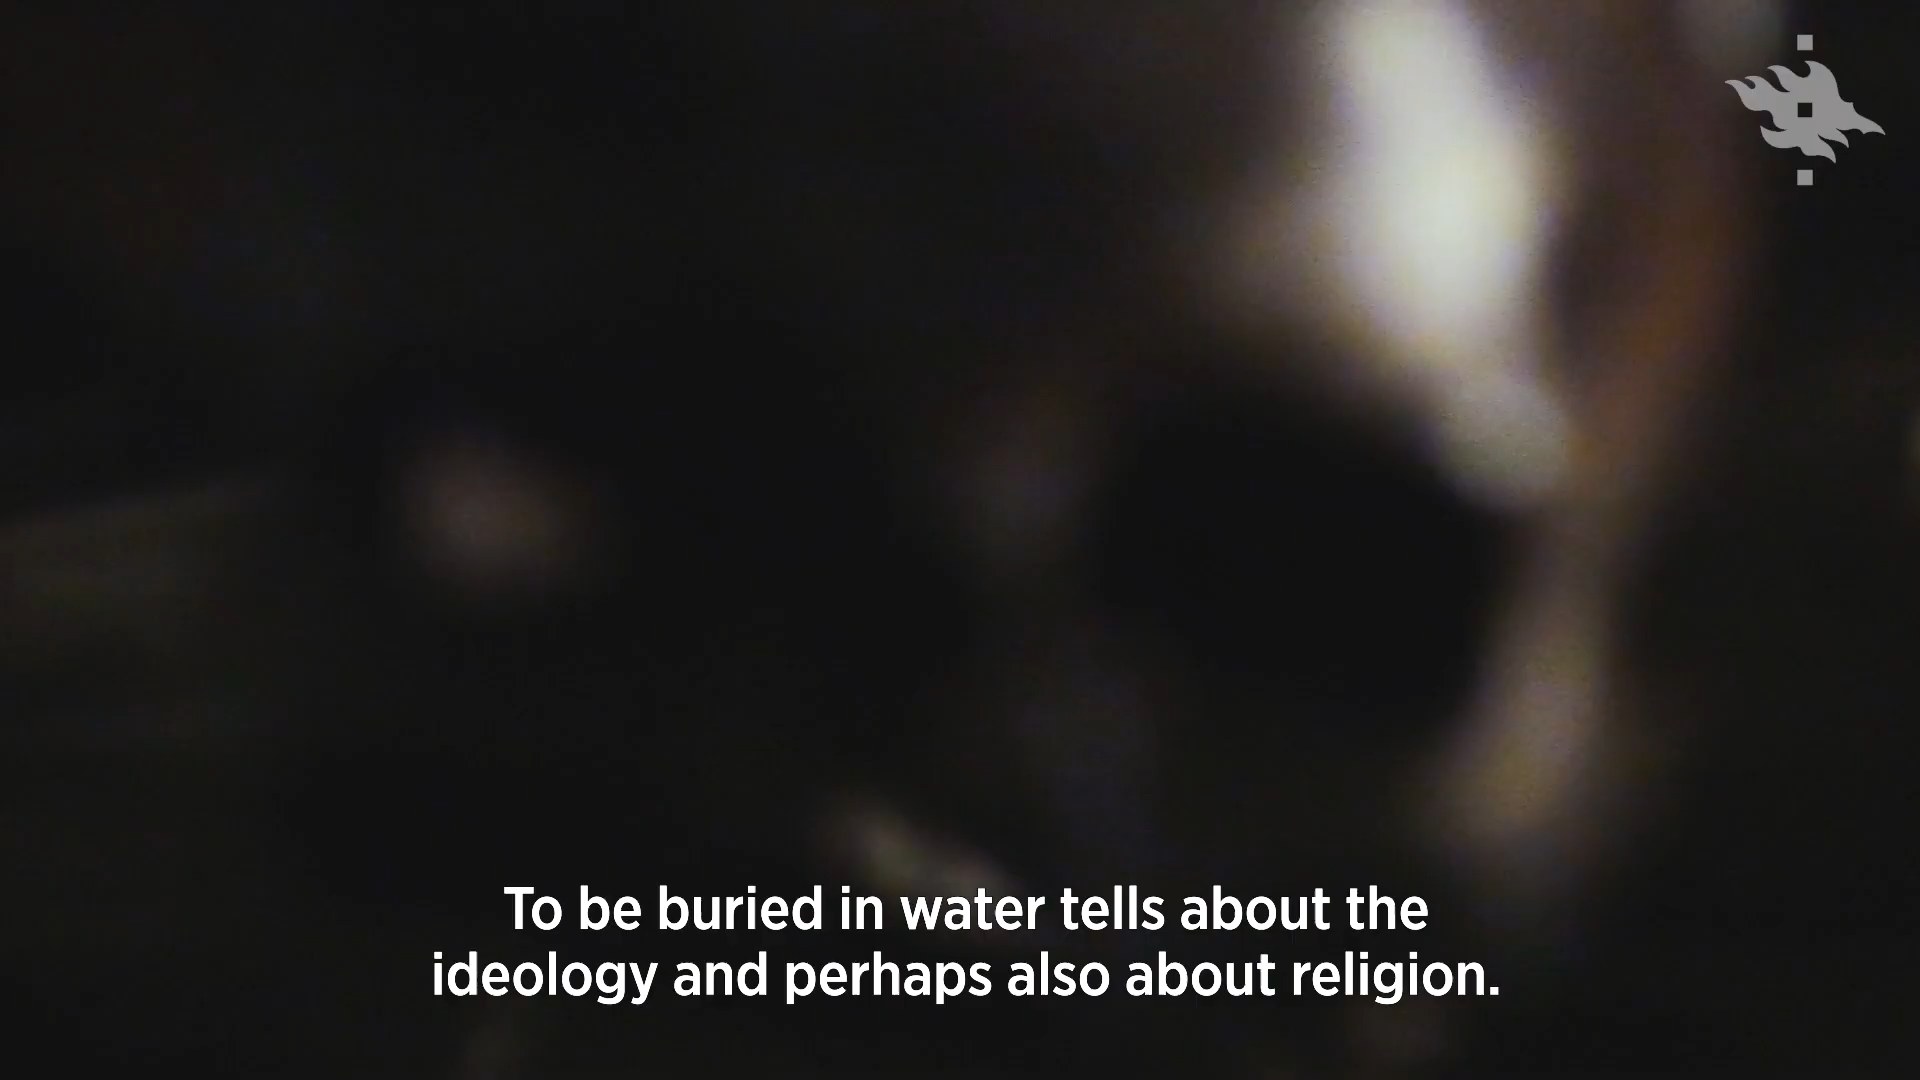 To be buried in water tells about the
ideology and perhaps also about religion.